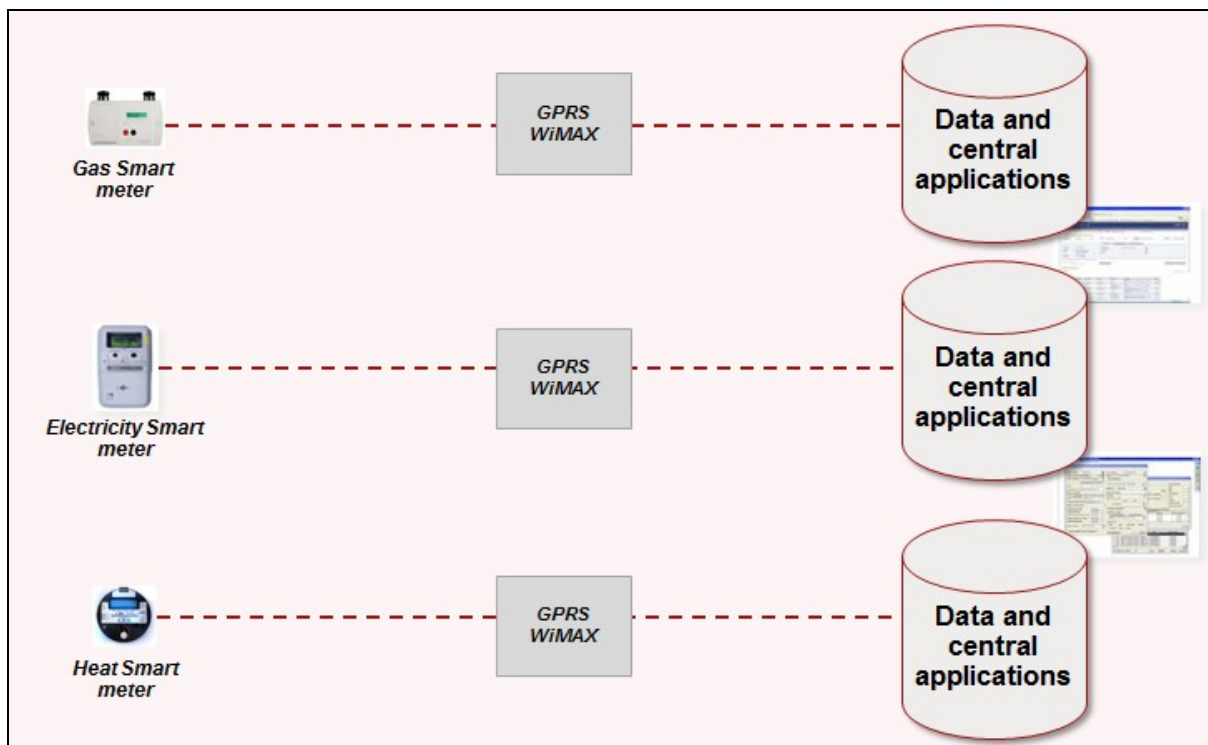 GPRS
WiMAX
Data and
central
applications
Gas Smart
meter
GPRS
WiMAX
Data and
central
applications
Electricity Smart
meter
GPRS
WiMAX
Data and
central
applications
Heat Smart
meter